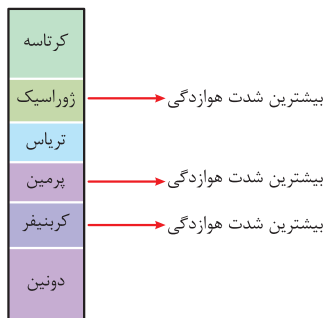 کرتاسه
ژوراسیک
بیشترین شدت هوازدگی
تریاس
پرمین
بیشترین شدت هوازدگی
کربنیفر
بیشترین شدت هوازدگی
دونین